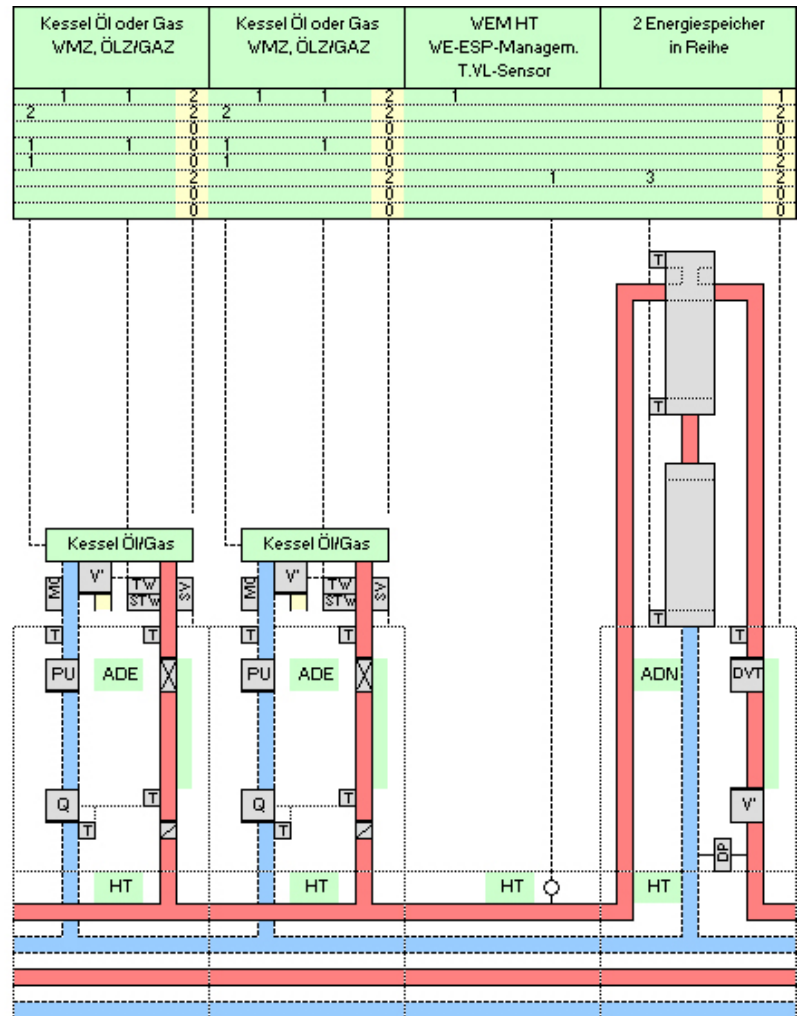 Kessel Öl oder Gas Kessel Öl oder Gas WEM HT 2 Energiespeicher
WMZ, ÖLZ/GAZ WMZ, ÖLZ/GAZ WE-ESP-Managem. in Reihe
T.VL-Sensor
1 1 2 1 1 2 1 1
2 2 2 2 2
0 0 0
1 1 0 1 1 0 0
1 0 1 0 2
2 2 1 3 2
0 0 0
0 0 0
T
T
Kessel Öl/Gas Kessel Öl/Gas
MG V' TW SV MG V' TW SV
STW STW
T
T T T T T
PU ADE PU ADE ADN DVT
T T
Q Q V'
T T
DP
HT HT HT HT